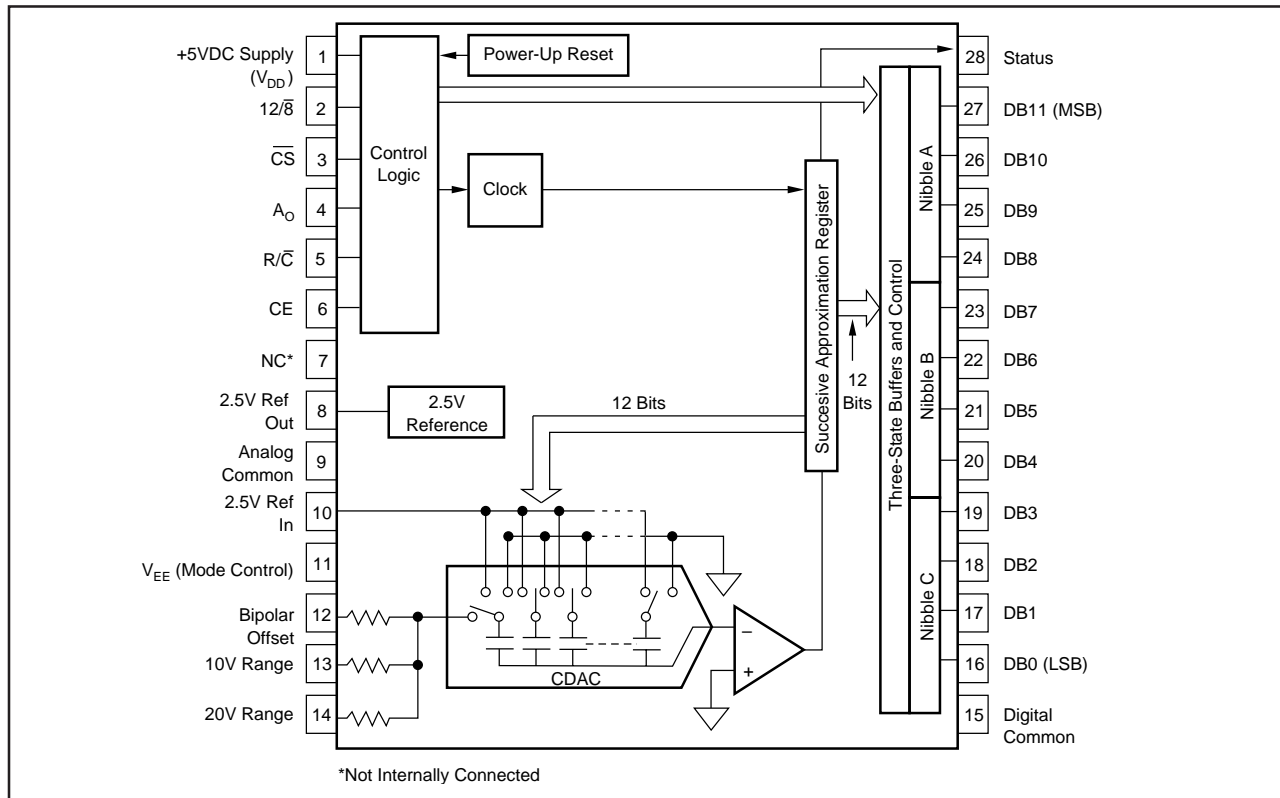 +5VDC Supply
(V_DD)
1
12/8̅
2
C̅S̅
3
A_O
4
R/C̅
5
CE
6
NC*
7
2.5V Ref
Out
8
Analog
Common
9
2.5V Ref
In
10
V_EE (Mode Control)
11
Bipolar
Offset
12
10V Range
13
20V Range
14
Control
Logic
Power-Up Reset
Clock
2.5V
Reference
12 Bits
CDAC
−
+
Succesive Approximation Register
12
Bits
Three-State Buffers and Control
Nibble A
Nibble B
Nibble C
28 Status
27 DB11 (MSB)
26 DB10
25 DB9
24 DB8
23 DB7
22 DB6
21 DB5
20 DB4
19 DB3
18 DB2
17 DB1
16 DB0 (LSB)
15 Digital
Common
*Not Internally Connected